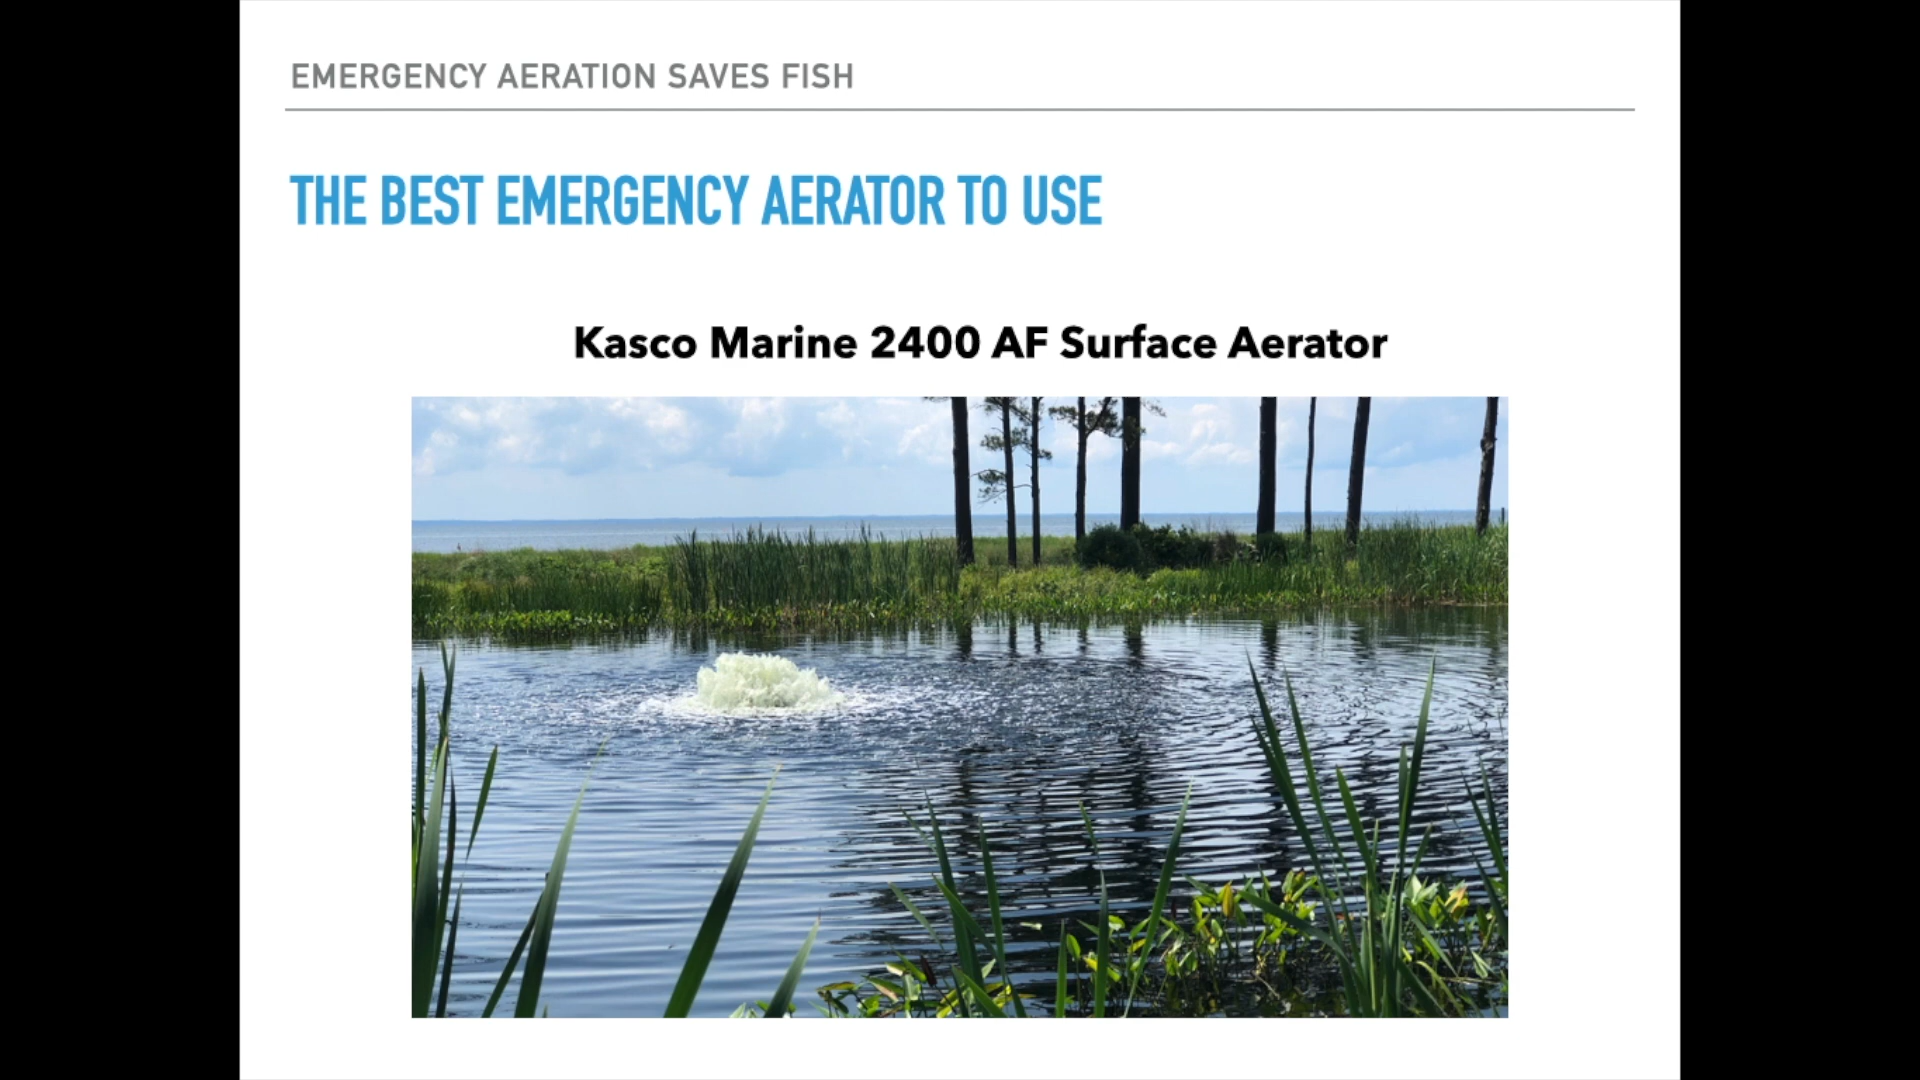 EMERGENCY AERATION SAVES FISH
THE BEST EMERGENCY AERATOR TO USE
Kasco Marine 2400 AF Surface Aerator